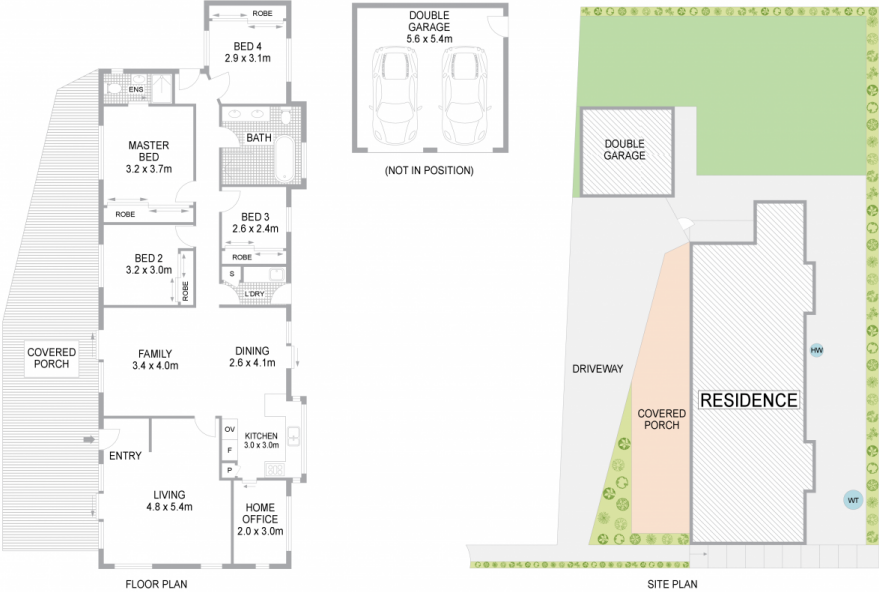 ROBE
BED 4
2.9 x 3.1m
ENS
BATH
MASTER
BED
3.2 x 3.7m
ROBE
BED 3
2.6 x 2.4m
ROBE
BED 2
3.2 x 3.0m
ROBE
S
L'DRY
COVERED
PORCH
FAMILY
3.4 x 4.0m
DINING
2.6 x 4.1m
OV
F
P
KITCHEN
3.0 x 3.0m
ENTRY
LIVING
4.8 x 5.4m
HOME
OFFICE
2.0 x 3.0m
FLOOR PLAN
DOUBLE
GARAGE
5.6 x 5.4m
(NOT IN POSITION)
DOUBLE
GARAGE
DRIVEWAY
COVERED
PORCH
RESIDENCE
HW
WT
SITE PLAN